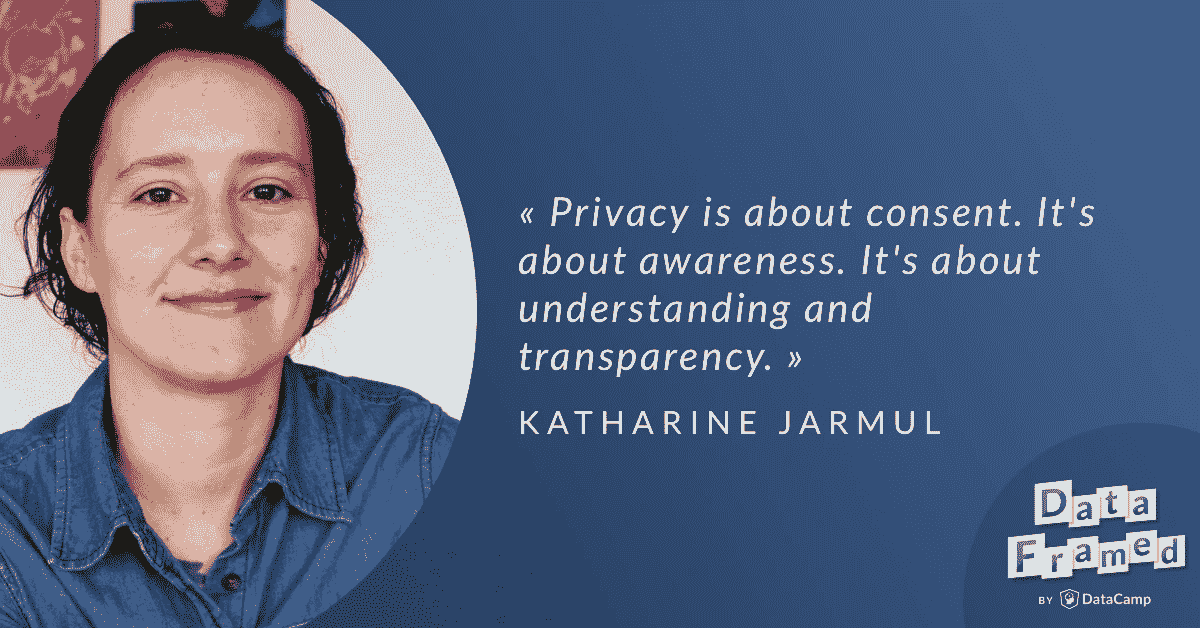 « Privacy is about consent. It's
about awareness. It's about
understanding and
transparency. »
KATHARINE JARMUL
Data
Framed
BY DataCamp